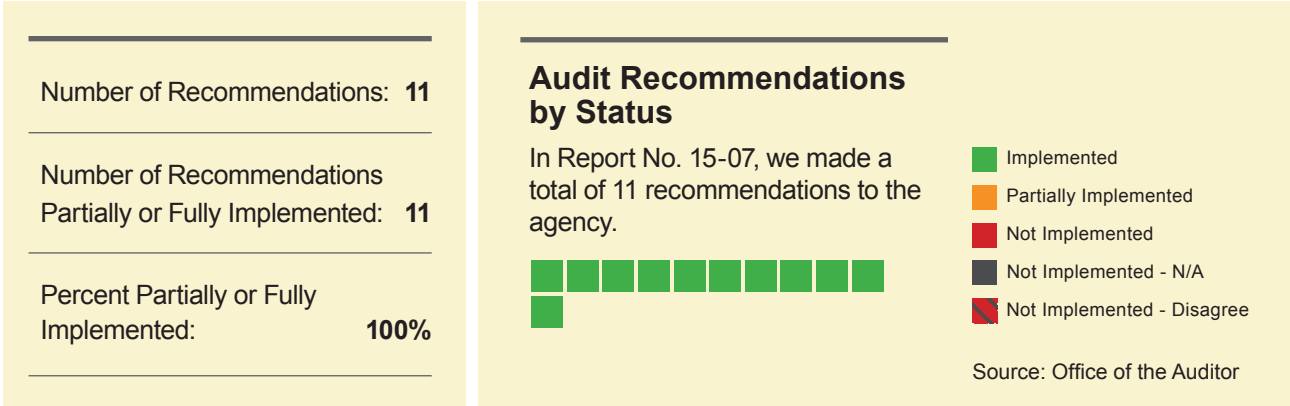 Number of Recommendations: 11
Number of Recommendations
Partially or Fully Implemented: 11
Percent Partially or Fully
Implemented: 100%
Audit Recommendations
by Status
In Report No. 15-07, we made a
total of 11 recommendations to the
agency.
Implemented
Partially Implemented
Not Implemented
Not Implemented - N/A
Not Implemented - Disagree
Source: Office of the Auditor